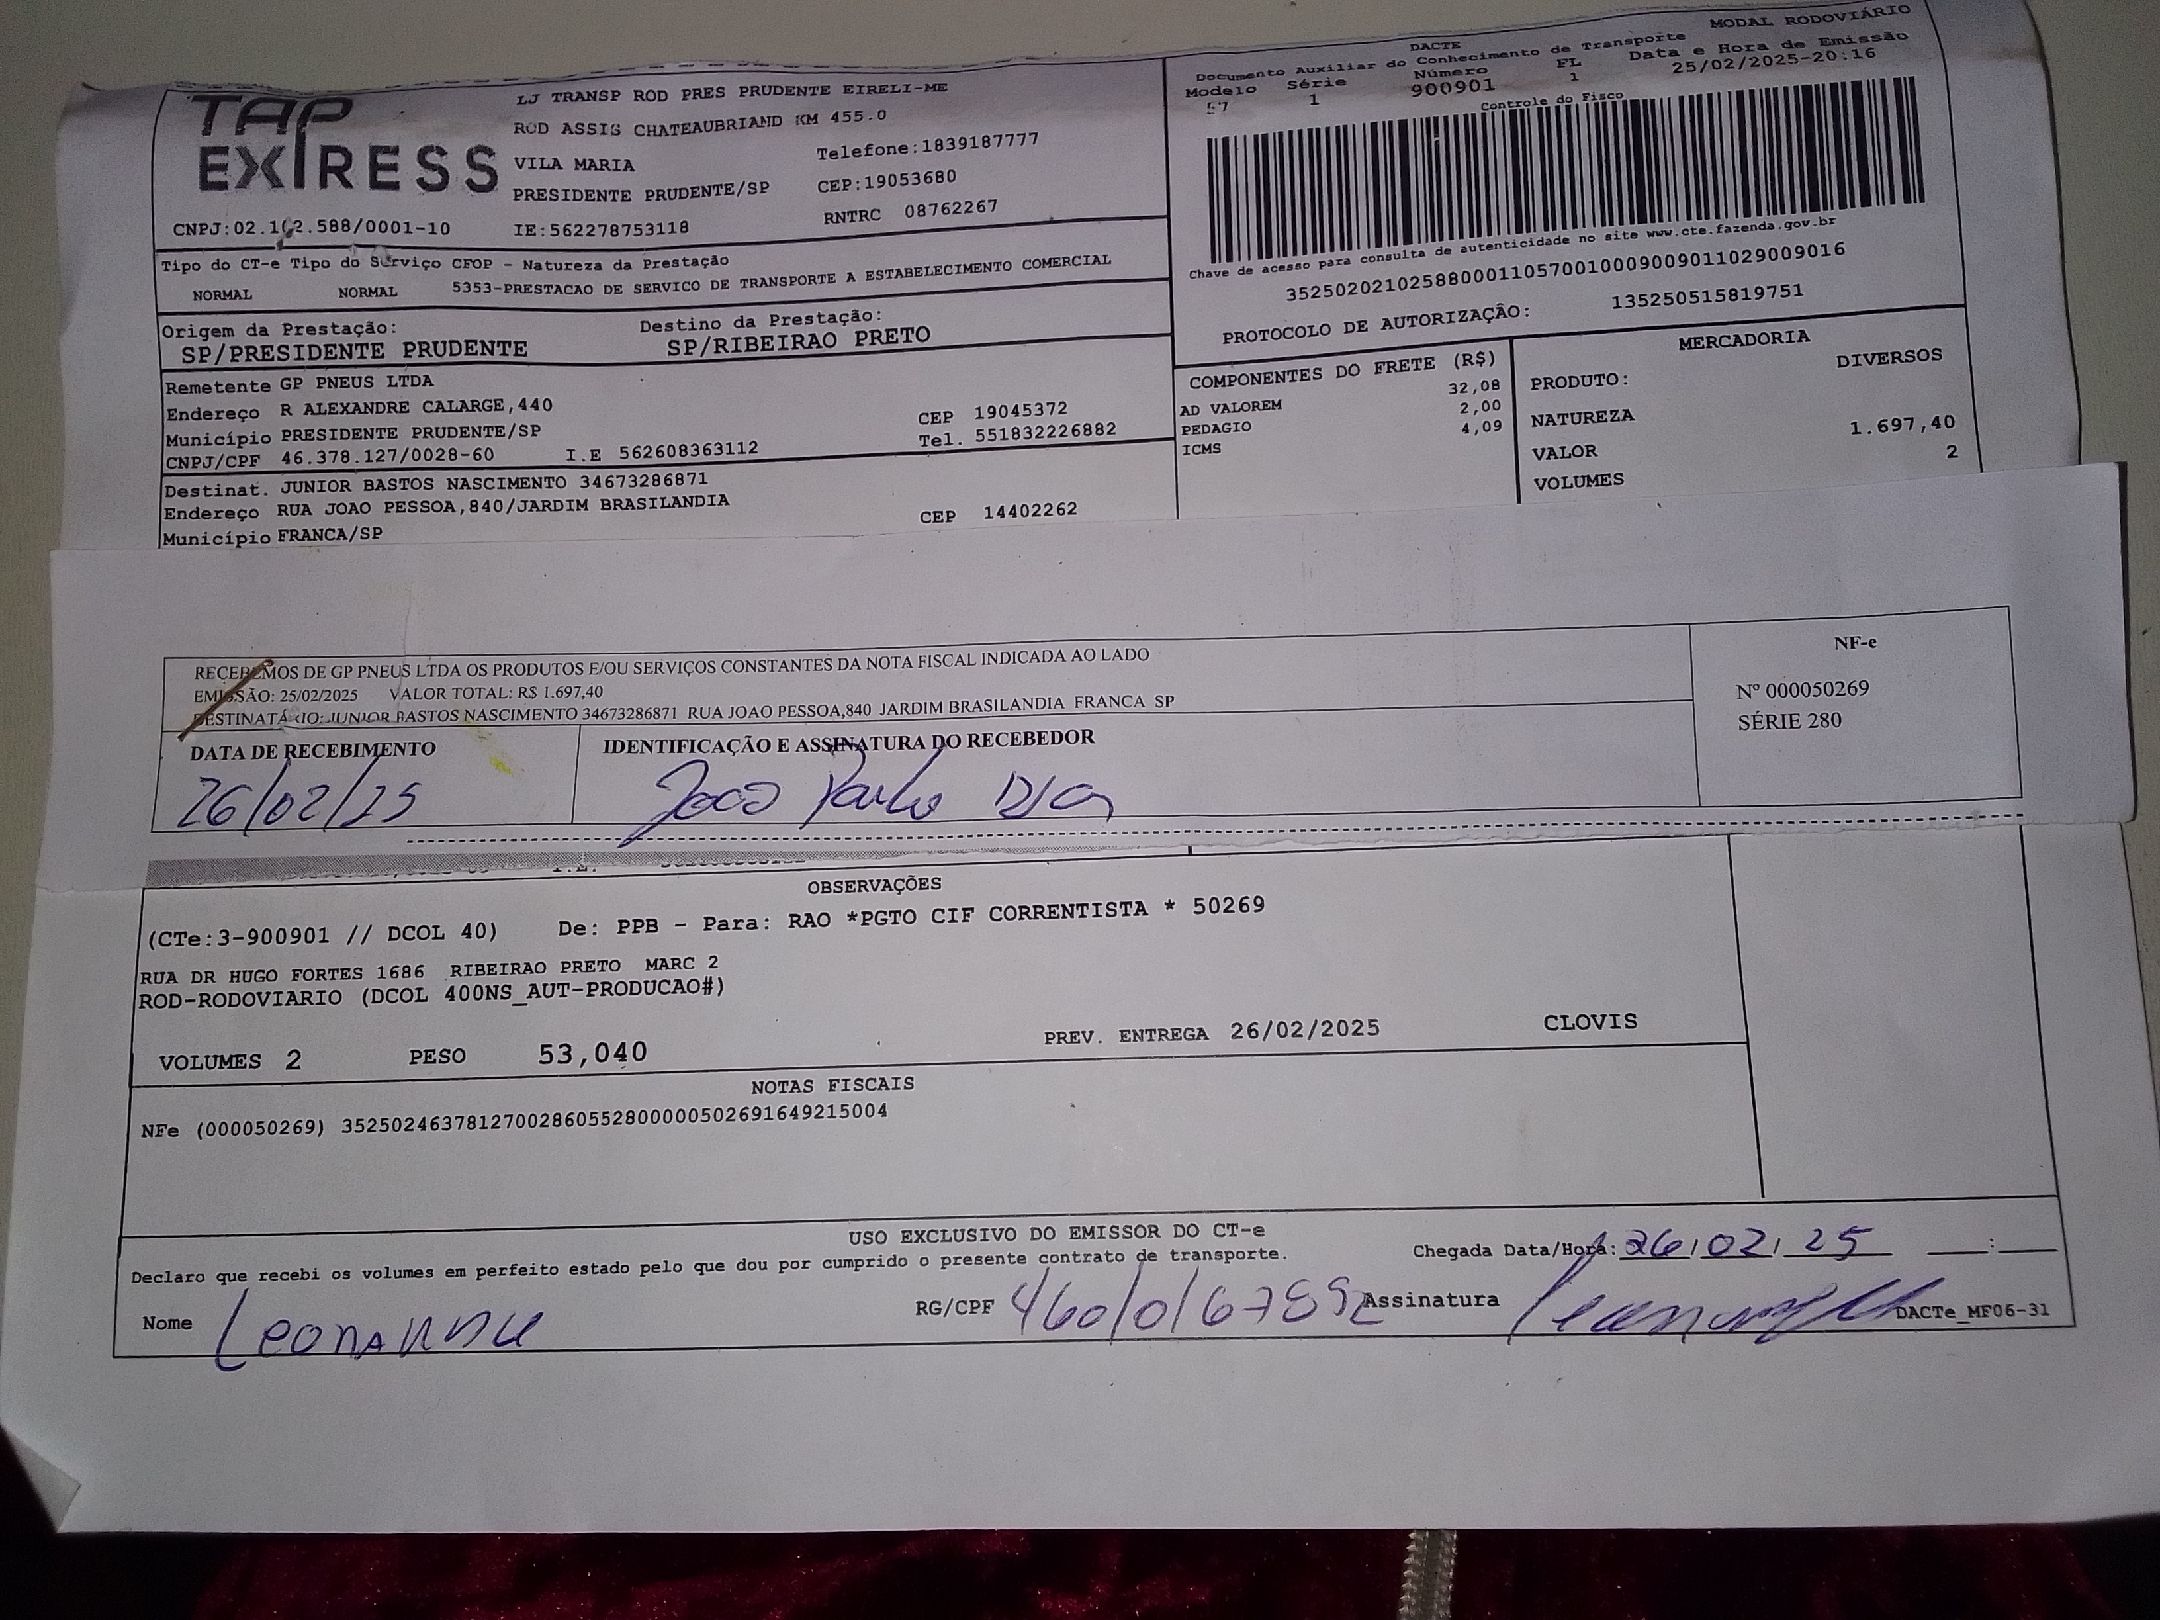 TAP
EXPRESS
LJ TRANSP ROD PRES PRUDENTE EIRELI-ME
ROD ASSIS CHATEAUBRIAND KM 455.0
VILA MARIA Telefone:1839187777
PRESIDENTE PRUDENTE/SP CEP:19053680
CNPJ:02.102.588/0001-10 IE:562278753118 RNTRC 08762267
MODAL RODOVIÁRIO
DACTE
Documento Auxiliar do Conhecimento de Transporte
Modelo Série Número FL Data e Hora de Emissão
57 1 900901 1 25/02/2025-20:16
Controle do Fisco
Chave de acesso para consulta de autenticidade no site www.cte.fazenda.gov.br
35250202102588000110570010009009011029009016
PROTOCOLO DE AUTORIZAÇÃO: 135250515819751
Tipo do CT-e Tipo do Serviço CFOP - Natureza da Prestação
NORMAL NORMAL 5353-PRESTACAO DE SERVICO DE TRANSPORTE A ESTABELECIMENTO COMERCIAL
Origem da Prestação: Destino da Prestação:
SP/PRESIDENTE PRUDENTE SP/RIBEIRAO PRETO
Remetente GP PNEUS LTDA
Endereço R ALEXANDRE CALARGE,440 CEP 19045372
Município PRESIDENTE PRUDENTE/SP Tel. 551832226882
CNPJ/CPF 46.378.127/0028-60 I.E 562608363112
Destinat. JUNIOR BASTOS NASCIMENTO 34673286871
Endereço RUA JOAO PESSOA,840/JARDIM BRASILANDIA CEP 14402262
Município FRANCA/SP
COMPONENTES DO FRETE (R$)
AD VALOREM 32,08
PEDAGIO 2,00
ICMS 4,09
MERCADORIA
PRODUTO: DIVERSOS
NATUREZA
VALOR 1.697,40
VOLUMES 2
RECEBEMOS DE GP PNEUS LTDA OS PRODUTOS E/OU SERVIÇOS CONSTANTES DA NOTA FISCAL INDICADA AO LADO
EMISSÃO: 25/02/2025 VALOR TOTAL: R$ 1.697,40
DESTINATÁRIO: JUNIOR BASTOS NASCIMENTO 34673286871 RUA JOAO PESSOA,840 JARDIM BRASILANDIA FRANCA SP
NF-e
Nº 000050269
SÉRIE 280
DATA DE RECEBIMENTO IDENTIFICAÇÃO E ASSINATURA DO RECEBEDOR
26/02/25 Joao Paulo
OBSERVAÇÕES
(CTe:3-900901 // DCOL 40) De: PPB - Para: RAO *PGTO CIF CORRENTISTA * 50269
RUA DR HUGO FORTES 1686 RIBEIRAO PRETO MARC 2
ROD-RODOVIARIO (DCOL 400NS_AUT-PRODUCAO#)
VOLUMES 2 PESO 53,040 PREV. ENTREGA 26/02/2025 CLOVIS
NOTAS FISCAIS
NFe (000050269) 35250246378127002860552800000502691649215004
USO EXCLUSIVO DO EMISSOR DO CT-e
Declaro que recebi os volumes em perfeito estado pelo que dou por cumprido o presente contrato de transporte. Chegada Data/Hora: 26/02/25 :
Nome RG/CPF Assinatura DACTe_MF06-31